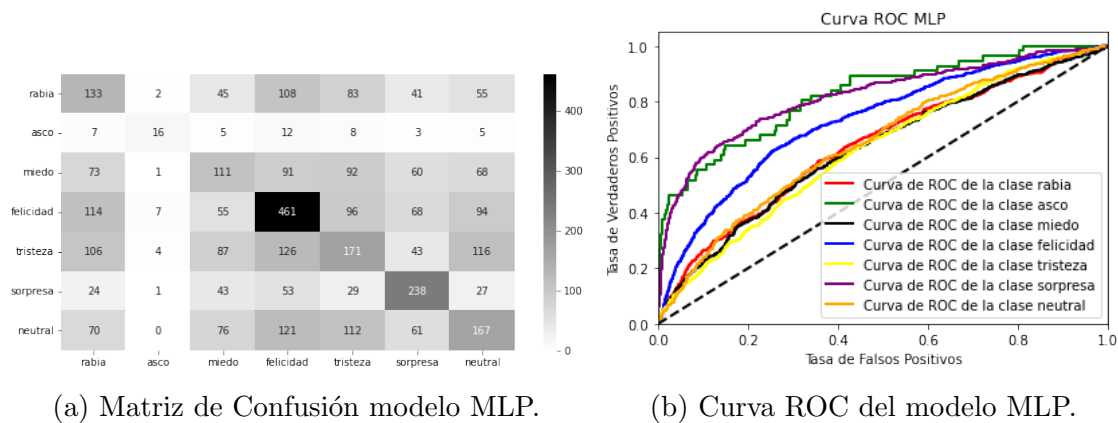 rabia 133 2 45 108 83 41 55
asco 7 16 5 12 8 3 5
miedo 73 1 111 91 92 60 68
felicidad 114 7 55 461 96 68 94
tristeza 106 4 87 126 171 43 116
sorpresa 24 1 43 53 29 238 27
neutral 70 0 76 121 112 61 167
rabia asco miedo felicidad tristeza sorpresa neutral
400
300
200
100
0
(a) Matriz de Confusión modelo MLP.
Curva ROC MLP
Tasa de Verdaderos Positivos
1.0
0.8
0.6
0.4
0.2
0.0
Curva de ROC de la clase rabia
Curva de ROC de la clase asco
Curva de ROC de la clase miedo
Curva de ROC de la clase felicidad
Curva de ROC de la clase tristeza
Curva de ROC de la clase sorpresa
Curva de ROC de la clase neutral
0.0 0.2 0.4 0.6 0.8 1.0
Tasa de Falsos Positivos
(b) Curva ROC del modelo MLP.